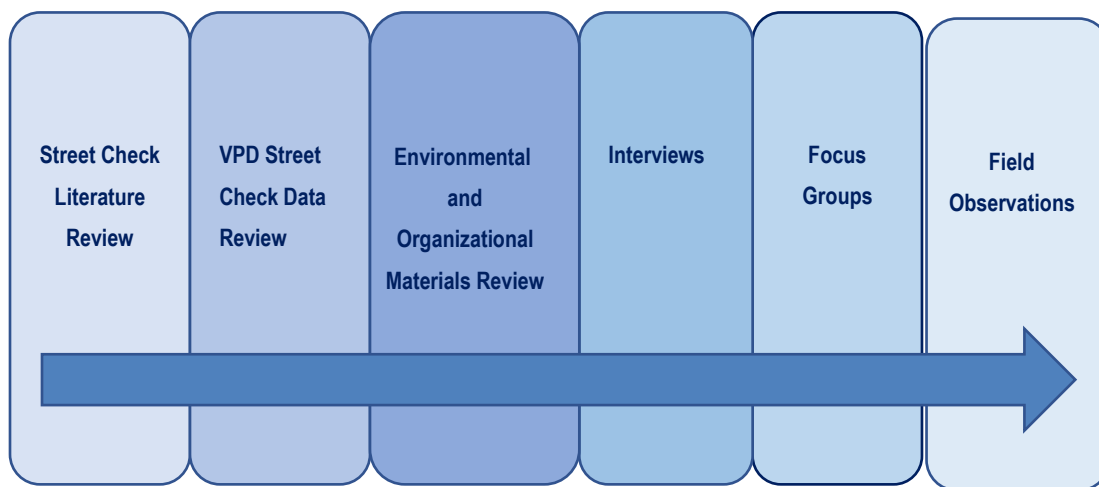 Street Check
Literature
Review
VPD Street
Check Data
Review
Environmental
and
Organizational
Materials Review
Interviews
Focus
Groups
Field
Observations